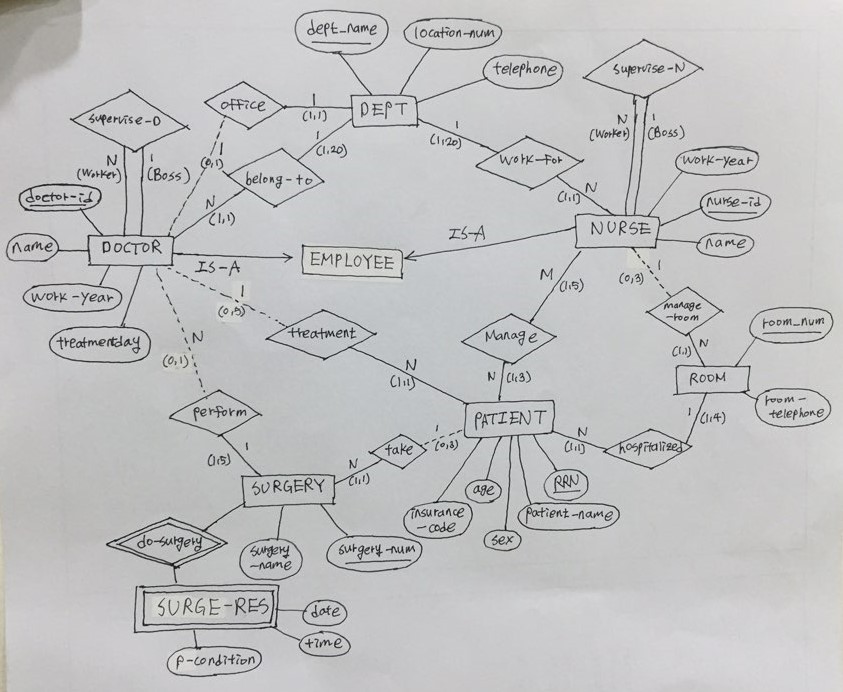 dept_name
location-num
telephone
DEPT
office
1
(1,1)
1
(0,1)
belong-to
1
(1,20)
N
(1,1)
1
(1,20)
work-for
N
(1,1)
supervise-N
N
(Worker)
1
(Boss)
work-year
nurse-id
name
NURSE
supervise-D
N
(Worker)
1
(Boss)
doctor-id
name
work-year
treatmentday
DOCTOR
IS-A
EMPLOYEE
IS-A
1
(0,5)
treatment
N
(1,1)
M
(1,5)
Manage
N
(1,3)
1
(0,3)
manage
-room
N
(1,1)
room_num
ROOM
room-
telephone
1
(1,4)
hospitalized
N
(1,1)
PATIENT
insurance
-code
age
sex
RRN
patient-name
N
(0,1)
perform
1
(1,5)
take
1
(0,3)
N
(1,1)
SURGERY
surgery
-name
surgery-num
do-surgery
SURGE-RES
date
time
p-condition